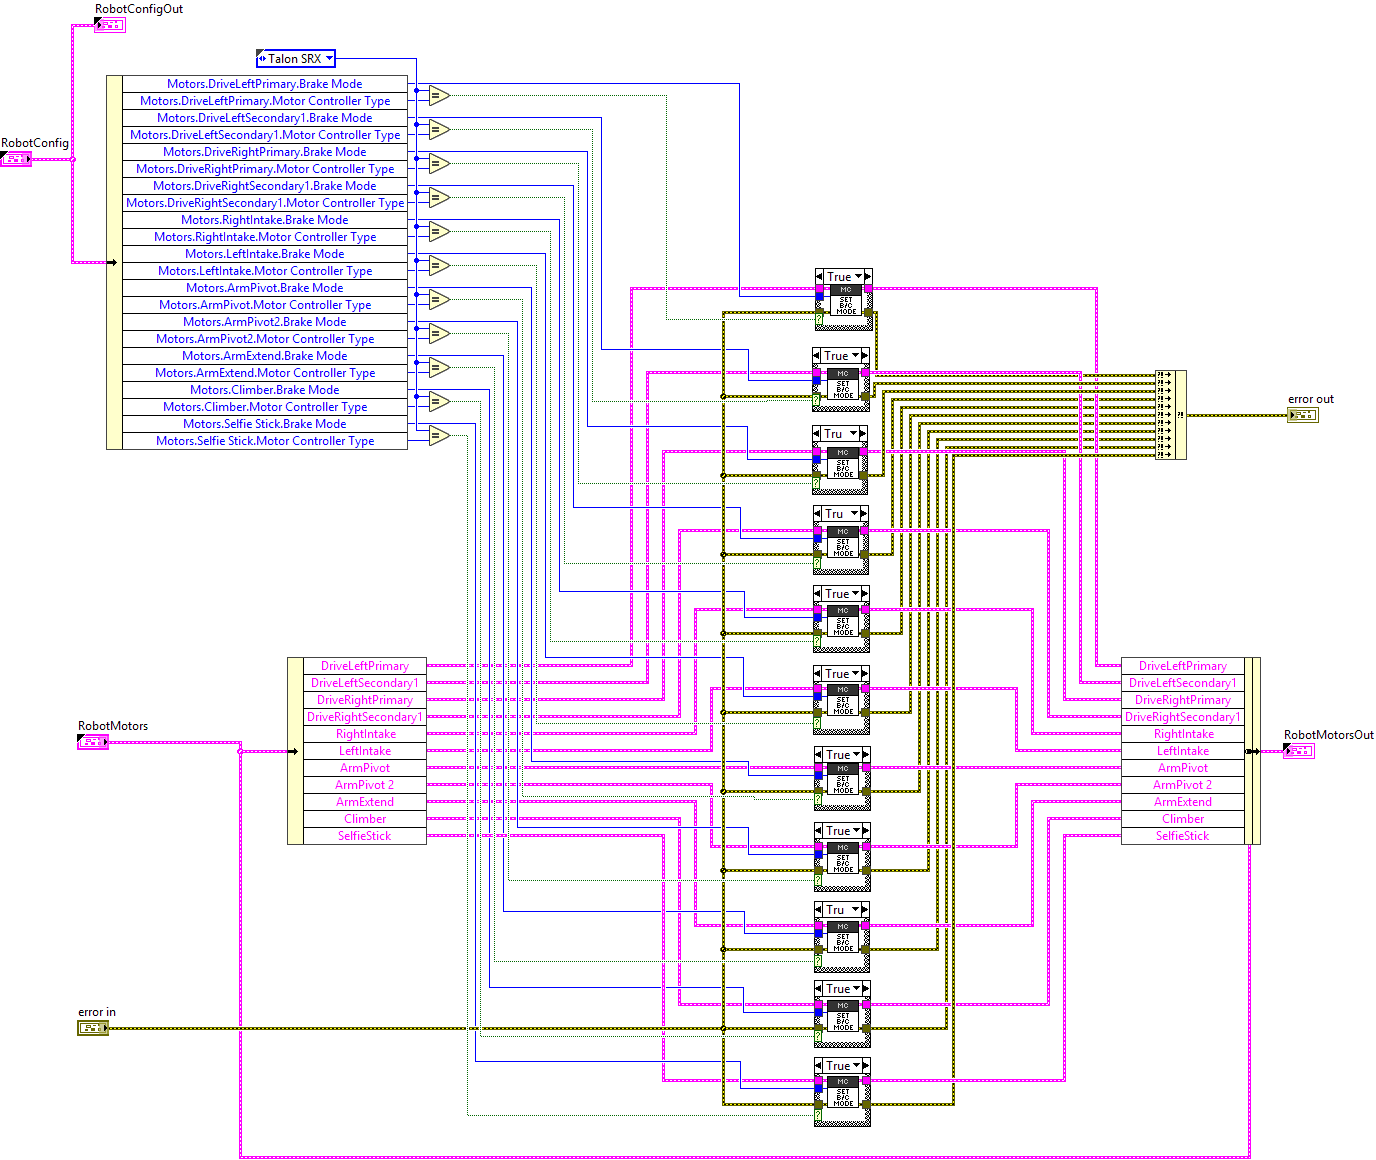 RobotConfigOut
Talon SRX
RobotConfig
Motors.DriveLeftPrimary.Brake Mode
Motors.DriveLeftPrimary.Motor Controller Type
Motors.DriveLeftSecondary1.Brake Mode
Motors.DriveLeftSecondary1.Motor Controller Type
Motors.DriveRightPrimary.Brake Mode
Motors.DriveRightPrimary.Motor Controller Type
Motors.DriveRightSecondary1.Brake Mode
Motors.DriveRightSecondary1.Motor Controller Type
Motors.RightIntake.Brake Mode
Motors.RightIntake.Motor Controller Type
Motors.LeftIntake.Brake Mode
Motors.LeftIntake.Motor Controller Type
Motors.ArmPivot.Brake Mode
Motors.ArmPivot.Motor Controller Type
Motors.ArmPivot2.Brake Mode
Motors.ArmPivot2.Motor Controller Type
Motors.ArmExtend.Brake Mode
Motors.ArmExtend.Motor Controller Type
Motors.Climber.Brake Mode
Motors.Climber.Motor Controller Type
Motors.Selfie Stick.Brake Mode
Motors.Selfie Stick.Motor Controller Type
True
MC
SET
B/C
MODE
True
MC
SET
B/C
MODE
Tru
MC
SET
B/C
MODE
Tru
MC
SET
B/C
MODE
True
MC
SET
B/C
MODE
True
MC
SET
B/C
MODE
True
MC
SET
B/C
MODE
True
MC
SET
B/C
MODE
Tru
MC
SET
B/C
MODE
True
MC
SET
B/C
MODE
True
MC
SET
B/C
MODE
error out
RobotMotors
DriveLeftPrimary
DriveLeftSecondary1
DriveRightPrimary
DriveRightSecondary1
RightIntake
LeftIntake
ArmPivot
ArmPivot 2
ArmExtend
Climber
SelfieStick
DriveLeftPrimary
DriveLeftSecondary1
DriveRightPrimary
DriveRightSecondary1
RightIntake
LeftIntake
ArmPivot
ArmPivot 2
ArmExtend
Climber
SelfieStick
RobotMotorsOut
error in